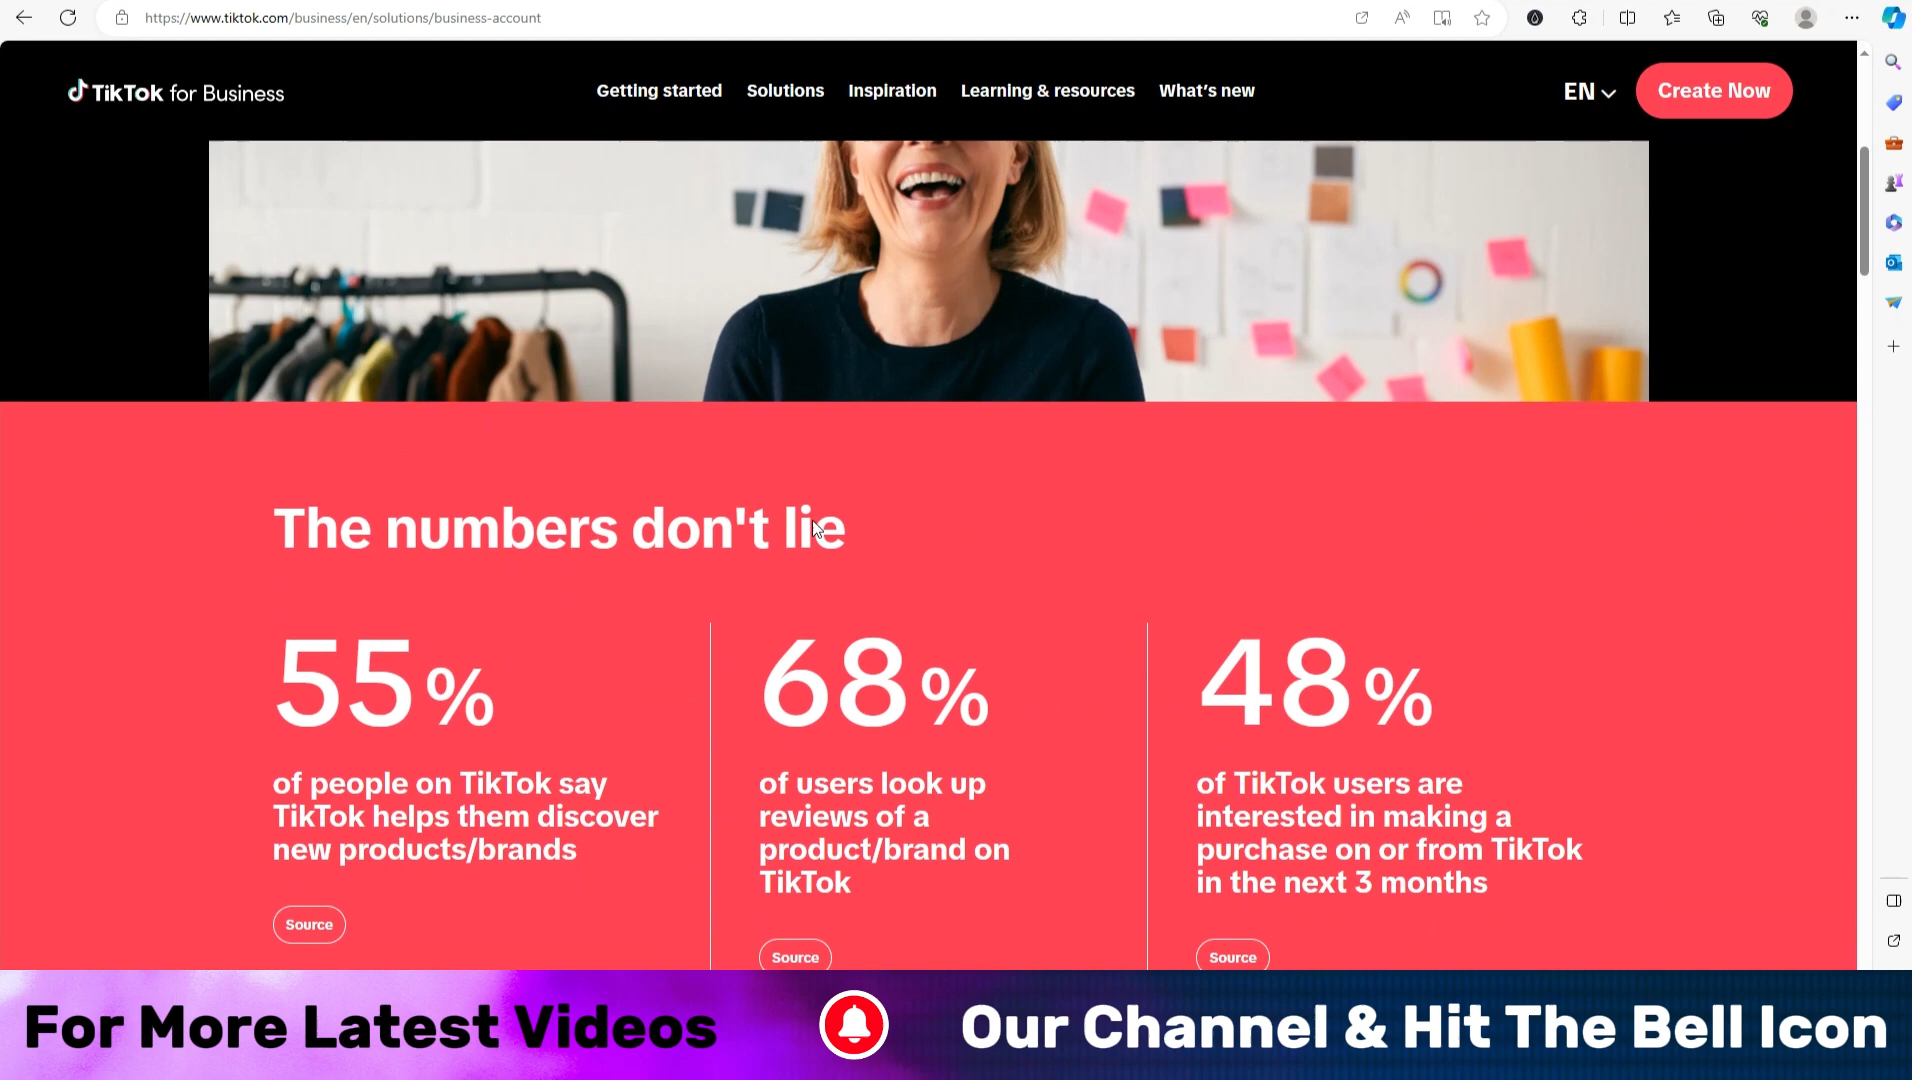 https://www.tiktok.com/business/en/solutions/business-account
TikTok for Business
Getting started
Solutions
Inspiration
Learning & resources
What's new
EN
Create Now
The numbers don't lie
55%
of people on TikTok say
TikTok helps them discover
new products/brands
Source
68%
of users look up
reviews of a
product/brand on
TikTok
Source
48%
of TikTok users are
interested in making a
purchase on or from TikTok
in the next 3 months
Source
For More Latest Videos
Our Channel & Hit The Bell Icon